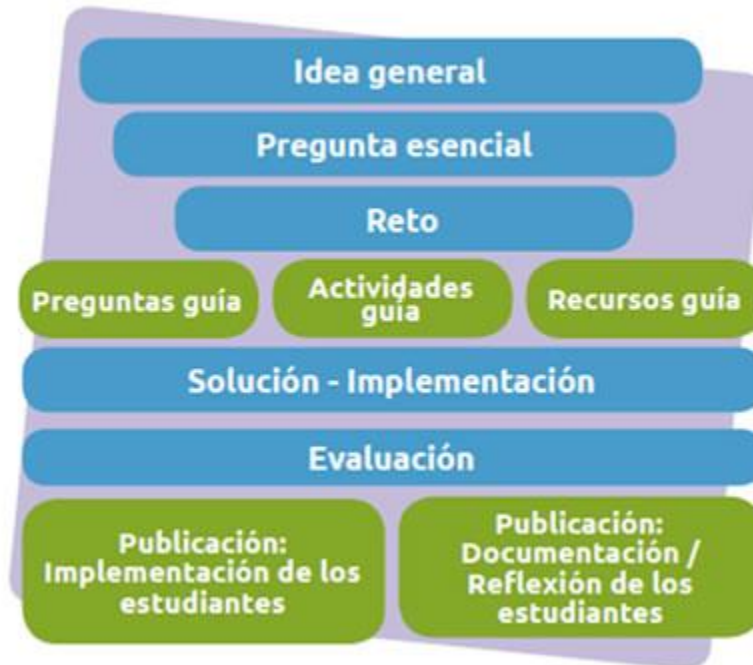 Idea general
Pregunta esencial
Reto
Preguntas guía
Actividades
guía
Recursos guía
Solución - Implementación
Evaluación
Publicación:
Implementación de los
estudiantes
Publicación:
Documentación /
Reflexión de los
estudiantes